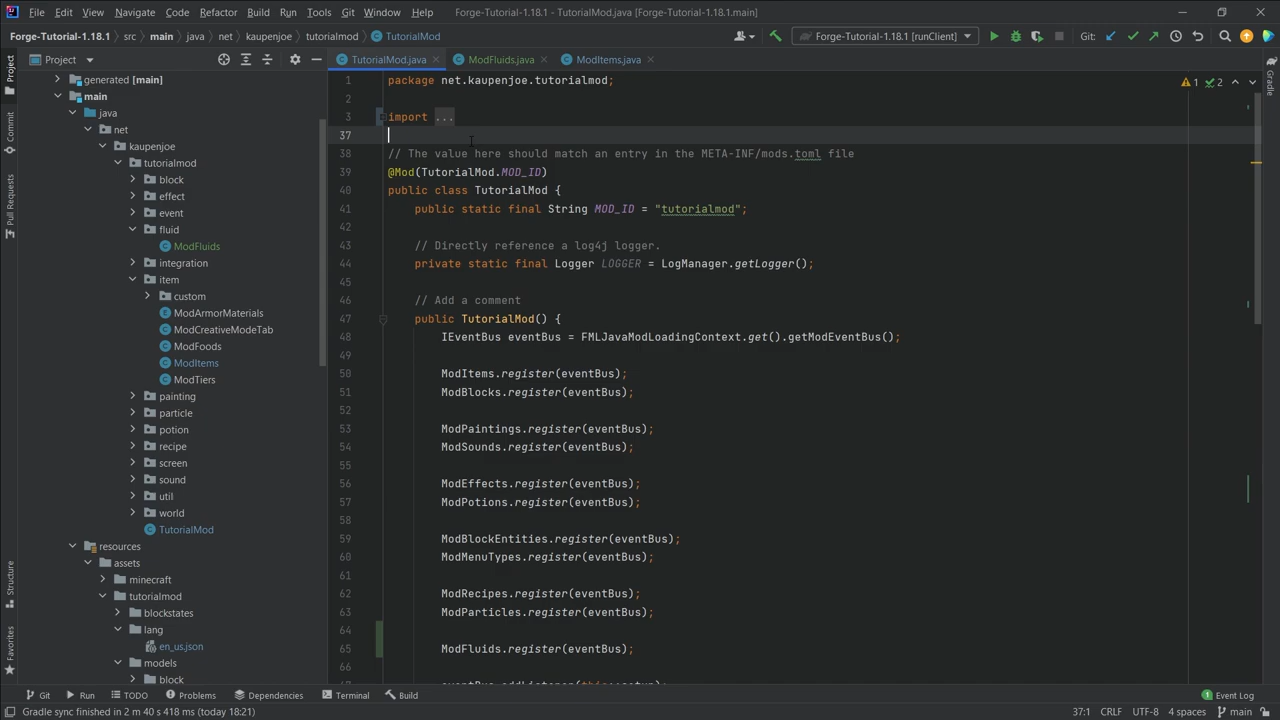 File Edit View Navigate Code Refactor Build Run Tools Git Window Help Forge-Tutorial-1.18.1 - TutorialMod.java [Forge-Tutorial-1.18.1.main]
Forge-Tutorial-1.18.1 src main java net kaupenjoe tutorialmod TutorialMod Forge-Tutorial-1.18.1 [runClient] Git:
Project TutorialMod.java ModFluids.java ModItems.java
Project
Commit
Pull Requests
Structure
Favorites
generated [main]
main
java
net
kaupenjoe
tutorialmod
block
effect
event
fluid
ModFluids
integration
item
custom
ModArmorMaterials
ModCreativeModeTab
ModFoods
ModItems
ModTiers
painting
particle
potion
recipe
screen
sound
util
world
TutorialMod
resources
assets
minecraft
tutorialmod
blockstates
lang
en_us.json
models
block
1 package net.kaupenjoe.tutorialmod;
2
3 import ...
37
38 // The value here should match an entry in the META-INF/mods.toml file
39 @Mod(TutorialMod.MOD_ID)
40 public class TutorialMod {
41 public static final String MOD_ID = "tutorialmod";
42
43 // Directly reference a log4j logger.
44 private static final Logger LOGGER = LogManager.getLogger();
45
46 // Add a comment
47 public TutorialMod() {
48 IEventBus eventBus = FMLJavaModLoadingContext.get().getModEventBus();
49
50 ModItems.register(eventBus);
51 ModBlocks.register(eventBus);
52
53 ModPaintings.register(eventBus);
54 ModSounds.register(eventBus);
55
56 ModEffects.register(eventBus);
57 ModPotions.register(eventBus);
58
59 ModBlockEntities.register(eventBus);
60 ModMenuTypes.register(eventBus);
61
62 ModRecipes.register(eventBus);
63 ModParticles.register(eventBus);
64
65 ModFluids.register(eventBus);
66
1 2
Gradle
Git Run TODO Problems Dependencies Terminal Build 1 Event Log
Gradle sync finished in 2 m 40 s 418 ms (today 18:21) 37:1 CRLF UTF-8 4 spaces main